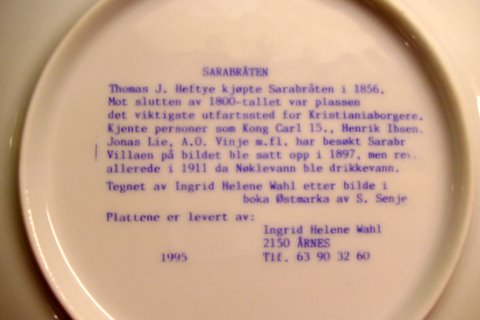 SARABRÅTEN
Thomas J. Heftye kjøpte Sarabråten i 1856.
Mot slutten av 1800-tallet var plassen
det viktigste utfartssted for Kristianiaborgere.
Kjente personer som Kong Carl 15., Henrik Ibsen.
Jonas Lie, A.O. Vinje m.fl. har besøkt Sarabr
Villaen på bildet ble satt opp i 1897, men
allerede i 1911 da Nøklevann ble drikkevann.
Tegnet av Ingrid Helene Wahl etter bilde i
boka Østmarka av S. Senje
Plattene er levert av:
Ingrid Helene Wahl
2150 ÅRNES
1995 Tlf. 63 90 32 60